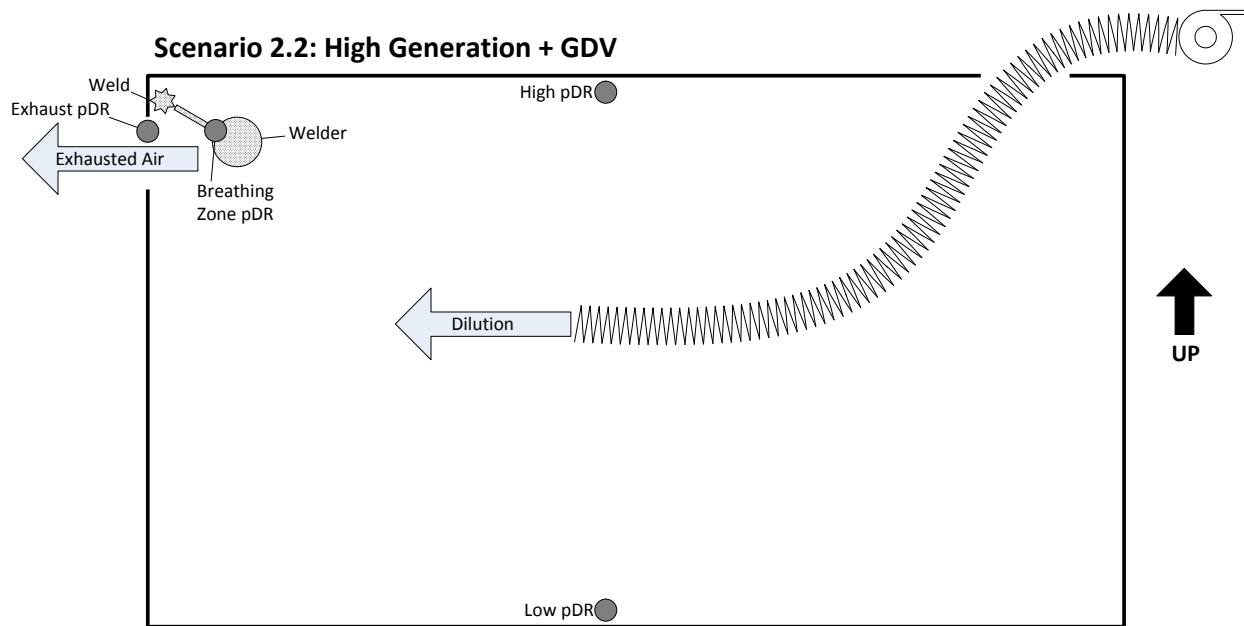 Scenario 2.2: High Generation + GDV
Weld
Exhaust pDR
Exhausted Air
Welder
Breathing
Zone pDR
High pDR
Dilution
UP
Low pDR